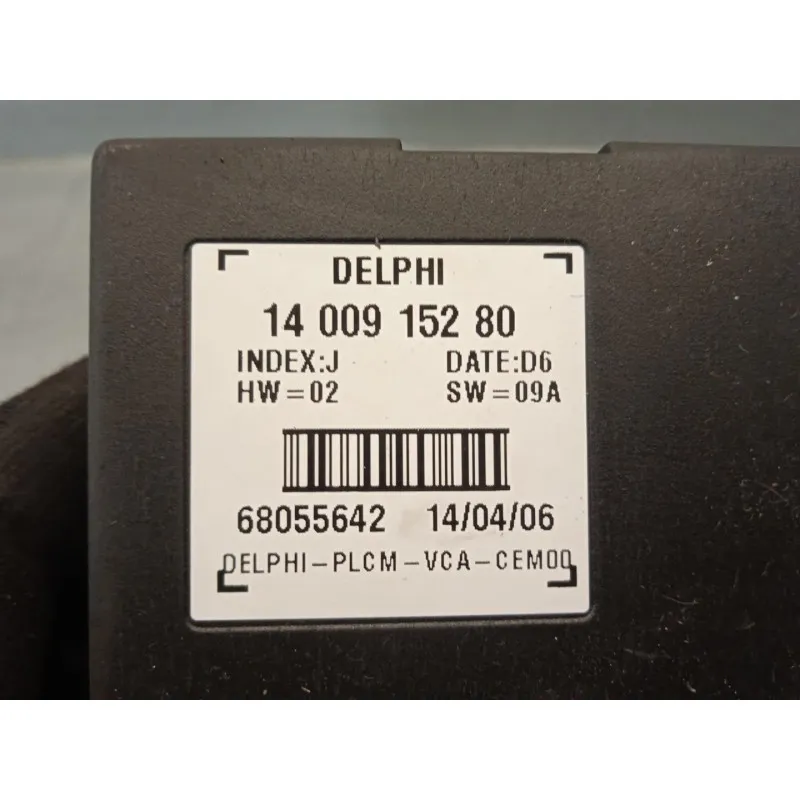 DELPHI
14 009 152 80
INDEX:J DATE:D6
HW=02 SW=09A
68055642 14/04/06
DELPHI-PLCM-VCA-CEM00